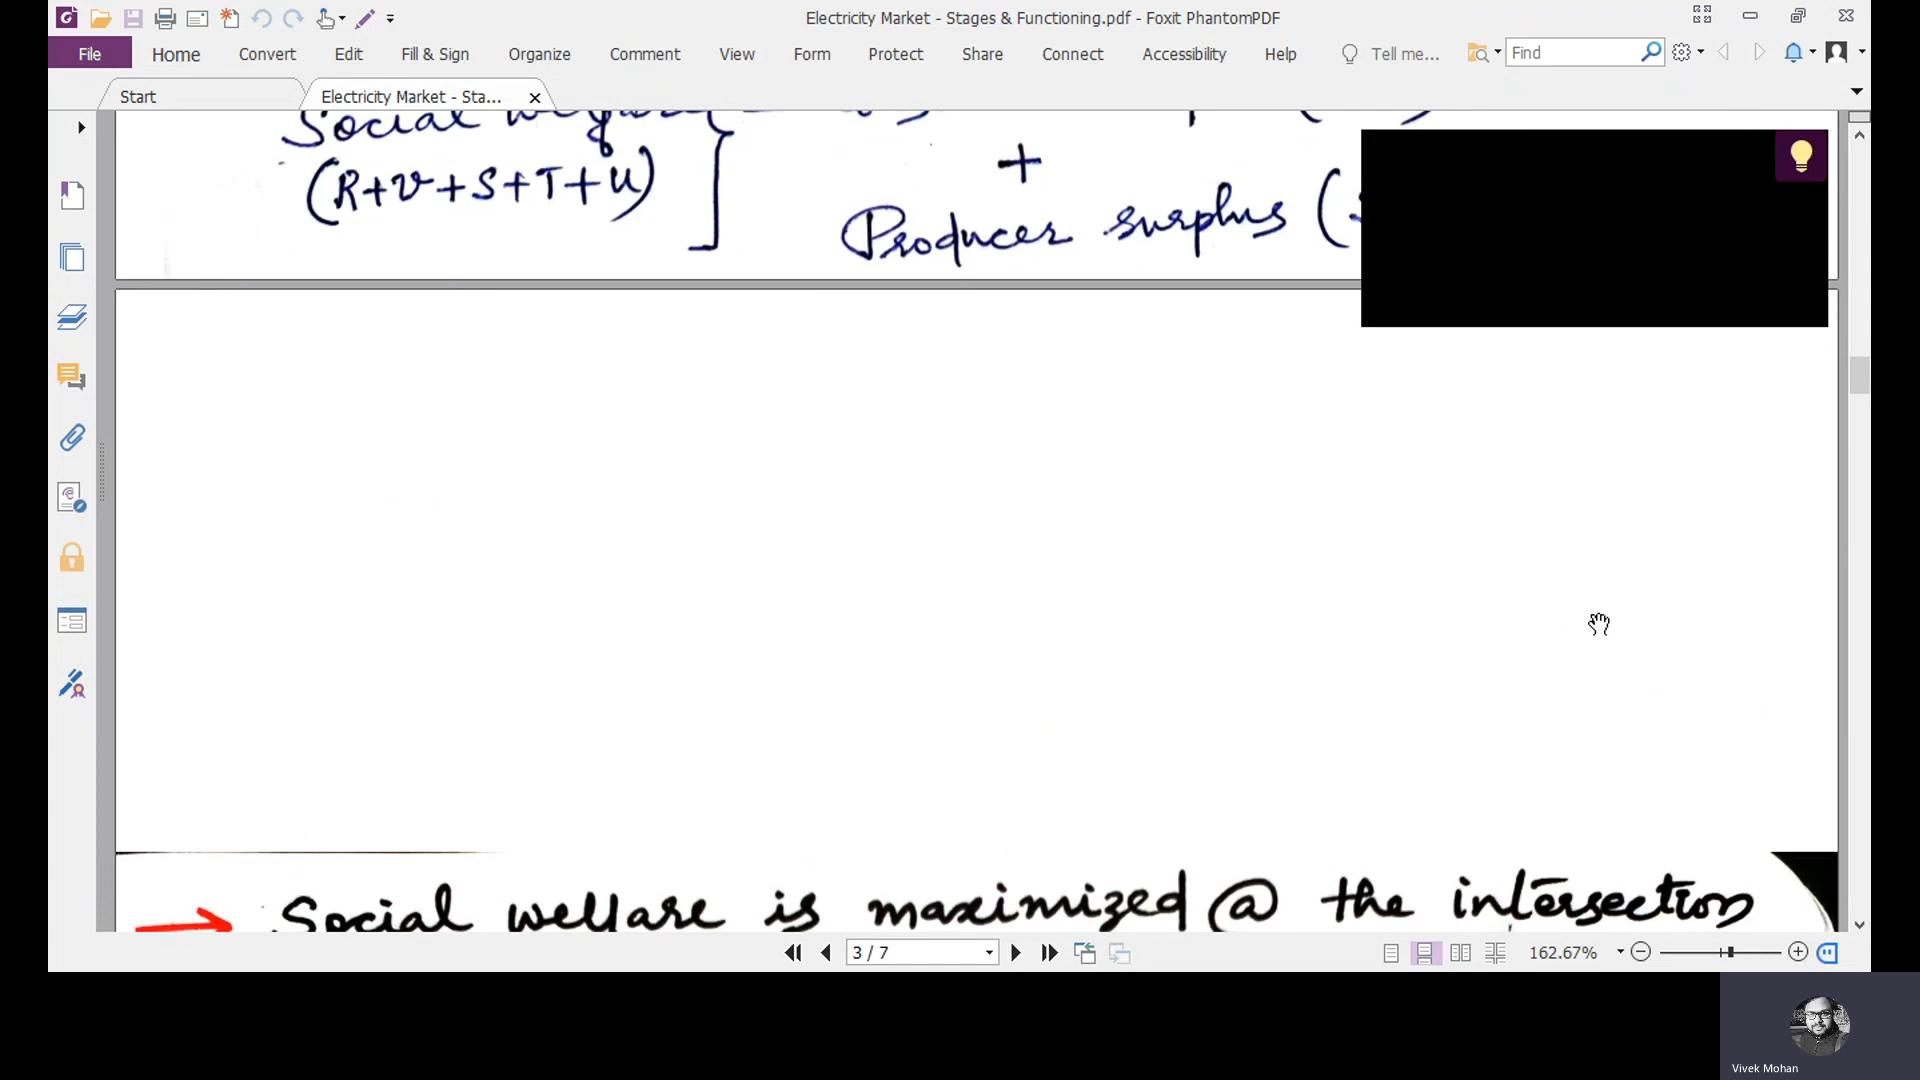 Electricity Market - Stages & Functioning.pdf - Foxit PhantomPDF
File Home Convert Edit Fill & Sign Organize Comment View Form Protect Share Connect Accessibility Help Tell me... Find
Start Electricity Market - Sta...
Social
(R+V+S+T+U)
+
Producer surplus (
→ Social welfare is maximized @ the intersection
3 / 7 162.67%
Vivek Mohan